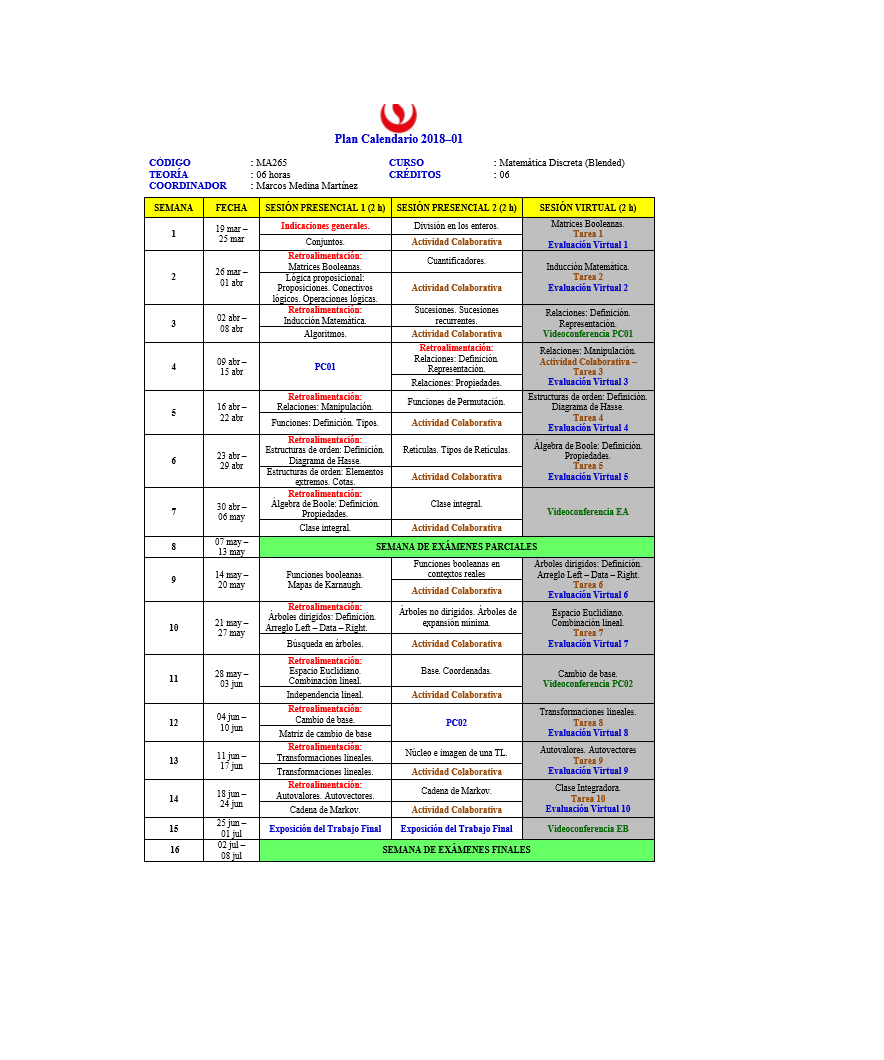 Plan Calendario 2018–01
CÓDIGO : MA265 CURSO : Matemática Discreta (Blended)
TEORÍA : 06 horas CRÉDITOS : 06
COORDINADOR : Marcos Medina Martínez
SEMANA FECHA SESIÓN PRESENCIAL 1 (2 h) SESIÓN PRESENCIAL 2 (2 h) SESIÓN VIRTUAL (2 h)
1
19 mar –
25 mar
Indicaciones generales.
Conjuntos.
División en los enteros.
Actividad Colaborativa
Matrices Booleanas.
Tarea 1
Evaluación Virtual 1
2
26 mar –
01 abr
Retroalimentación:
Matrices Booleanas.
Lógica proposicional:
Proposiciones. Conectivos
lógicos. Operaciones lógicas.
Cuantificadores.
Actividad Colaborativa
Inducción Matemática.
Tarea 2
Evaluación Virtual 2
3
02 abr –
08 abr
Retroalimentación:
Inducción Matemática.
Algoritmos.
Sucesiones. Sucesiones
recurrentes.
Actividad Colaborativa
Relaciones: Definición.
Representación.
Videoconferencia PC01
4
09 abr –
15 abr
PC01
Retroalimentación:
Relaciones: Definición.
Representación.
Relaciones: Propiedades.
Relaciones: Manipulación.
Actividad Colaborativa –
Tarea 3
Evaluación Virtual 3
5
16 abr –
22 abr
Retroalimentación:
Relaciones: Manipulación.
Funciones: Definición. Tipos.
Funciones de Permutación.
Actividad Colaborativa
Estructuras de orden: Definición.
Diagrama de Hasse.
Tarea 4
Evaluación Virtual 4
6
23 abr –
29 abr
Retroalimentación:
Estructuras de orden: Definición.
Diagrama de Hasse.
Estructuras de orden: Elementos
extremos. Cotas.
Retículas. Tipos de Retículas.
Actividad Colaborativa
Álgebra de Boole: Definición.
Propiedades.
Tarea 5
Evaluación Virtual 5
7
30 abr –
06 may
Retroalimentación:
Álgebra de Boole: Definición.
Propiedades.
Clase integral.
Clase integral.
Actividad Colaborativa
Videoconferencia EA
8
07 may –
13 may
SEMANA DE EXÁMENES PARCIALES
9
14 may –
20 may
Funciones booleanas.
Mapas de Karnaugh.
Funciones booleanas en
contextos reales
Actividad Colaborativa
Árboles dirigidos: Definición.
Arreglo Left – Data – Right.
Tarea 6
Evaluación Virtual 6
10
21 may –
27 may
Retroalimentación:
Árboles dirigidos: Definición.
Arreglo Left – Data – Right.
Búsqueda en árboles.
Árboles no dirigidos. Árboles de
expansión mínima.
Actividad Colaborativa
Espacio Euclidiano.
Combinación lineal.
Tarea 7
Evaluación Virtual 7
11
28 may –
03 jun
Retroalimentación:
Espacio Euclidiano.
Combinación lineal.
Independencia lineal.
Base. Coordenadas.
Actividad Colaborativa
Cambio de base.
Videoconferencia PC02
12
04 jun –
10 jun
Retroalimentación:
Cambio de base.
Matriz de cambio de base
PC02
Transformaciones lineales.
Tarea 8
Evaluación Virtual 8
13
11 jun –
17 jun
Retroalimentación:
Transformaciones lineales.
Transformaciones lineales.
Núcleo e imagen de una TL.
Actividad Colaborativa
Autovalores. Autovectores
Tarea 9
Evaluación Virtual 9
14
18 jun –
24 jun
Retroalimentación:
Autovalores. Autovectores.
Cadena de Markov.
Cadena de Markov.
Actividad Colaborativa
Clase Integradora.
Tarea 10
Evaluación Virtual 10
15
25 jun –
01 jul
Exposición del Trabajo Final
Exposición del Trabajo Final
Videoconferencia EB
16
02 jul –
08 jul
SEMANA DE EXÁMENES FINALES